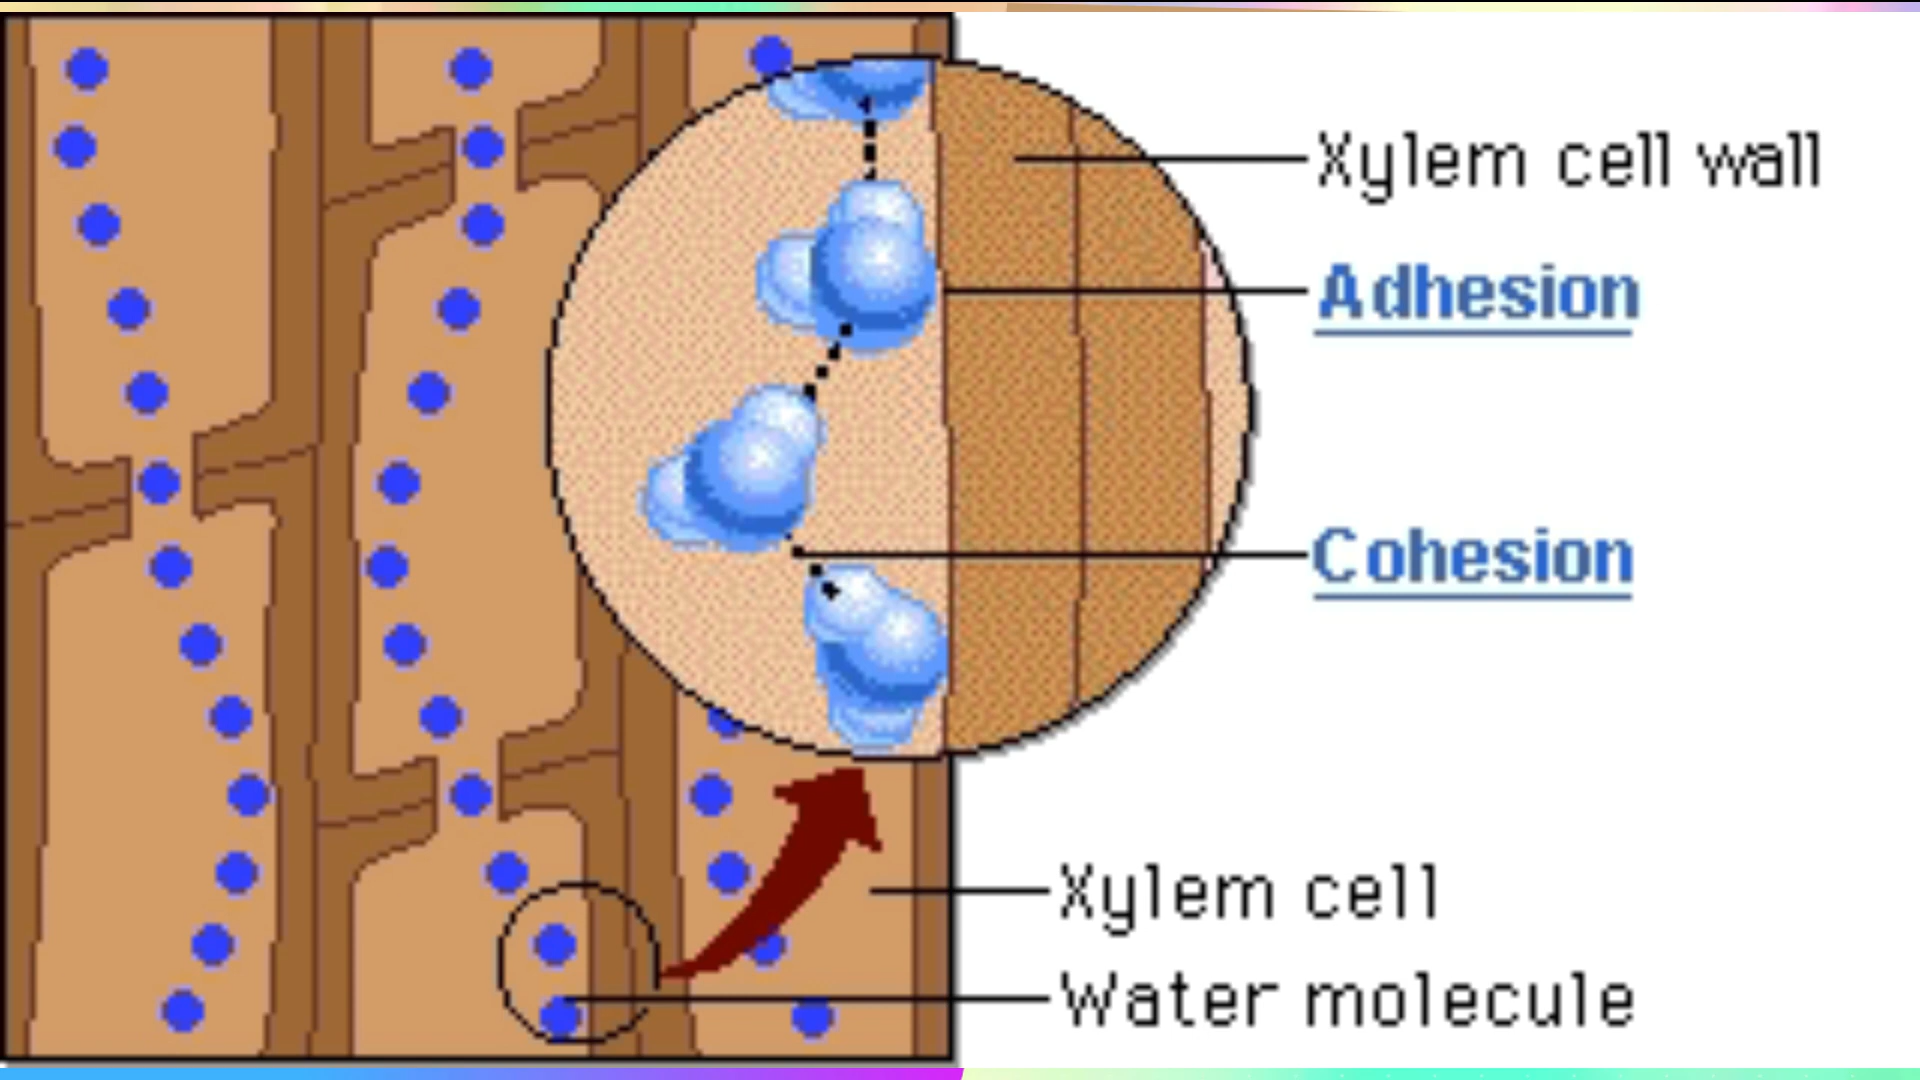 Xylem cell wall
Adhesion
Cohesion
Xylem cell
Water molecule